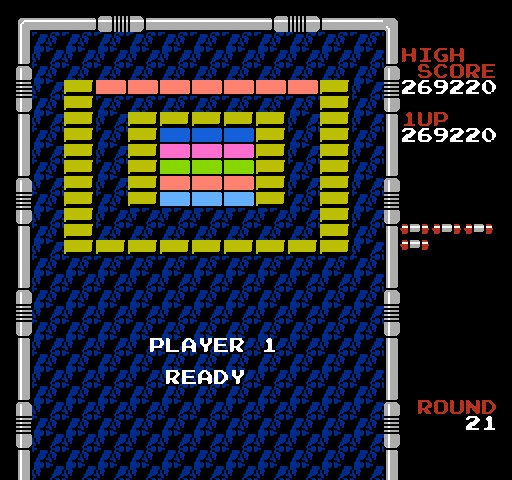 HIGH
SCORE
269220
1UP
269220
PLAYER 1
READY
ROUND
21